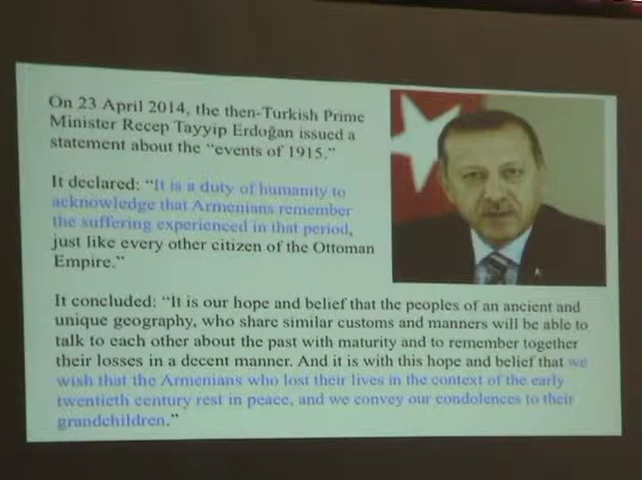 On 23 April 2014, the then-Turkish Prime
Minister Recep Tayyip Erdoğan issued a
statement about the “events of 1915.”
It declared: “It is a duty of humanity to
acknowledge that Armenians remember
the suffering experienced in that period,
just like every other citizen of the Ottoman
Empire.”
It concluded: “It is our hope and belief that the peoples of an ancient and
unique geography, who share similar customs and manners will be able to
talk to each other about the past with maturity and to remember together
their losses in a decent manner. And it is with this hope and belief that we
wish that the Armenians who lost their lives in the context of the early
twentieth century rest in peace, and we convey our condolences to their
grandchildren.”